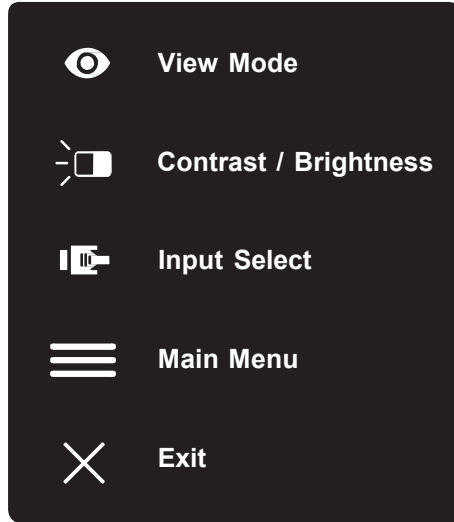 View Mode
Contrast / Brightness
Input Select
Main Menu
Exit